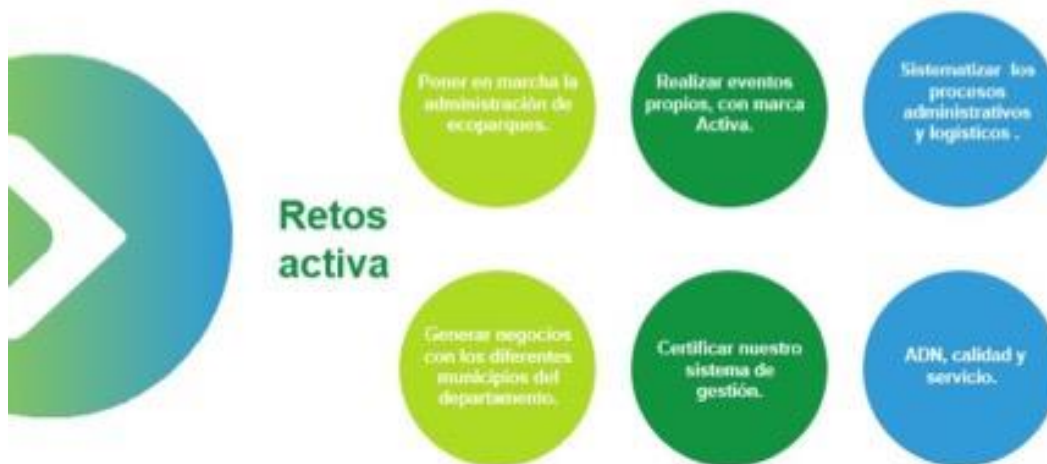 Retos
activa
Poner en marcha la
administración de
ecoparques.
Realizar eventos
propios, con marca
Activa.
Sistematizar los
procesos
administrativos
y logísticos .
Generar negocios
con los diferentes
municipios del
departamento.
Certificar nuestro
sistema de
gestión.
ADN, calidad y
servicio.